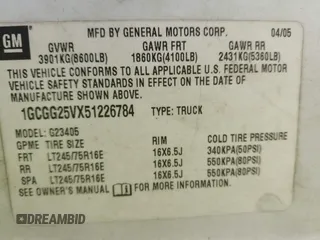 GM
MFD BY GENERAL MOTORS CORP. 04/05
GVWR GAWR FRT GAWR RR
3901KG(8600LB) 1860KG(4100LB) 2431KG(5360LB)
THIS VEHICLE CONFORMS TO ALL APPLICABLE U.S. FEDERAL
MOTOR VEHICLE SAFETY STANDARDS IN EFFECT ON THE DATE
OF MANUFACTURE SHOWN ABOVE.
1GCGG25VX51226784 TYPE: TRUCK
MODEL: G23405
GPME TIRE SIZE RIM COLD TIRE PRESSURE
FRT LT245/75R16E 16X6.5J 340KPA(50PSI)
RR LT245/75R16E 16X6.5J 550KPA(80PSI)
SPA LT245/75R16E 16X6.5J 550KPA(80PSI)
SEE OWNER'S MANUAL
DREAMBID